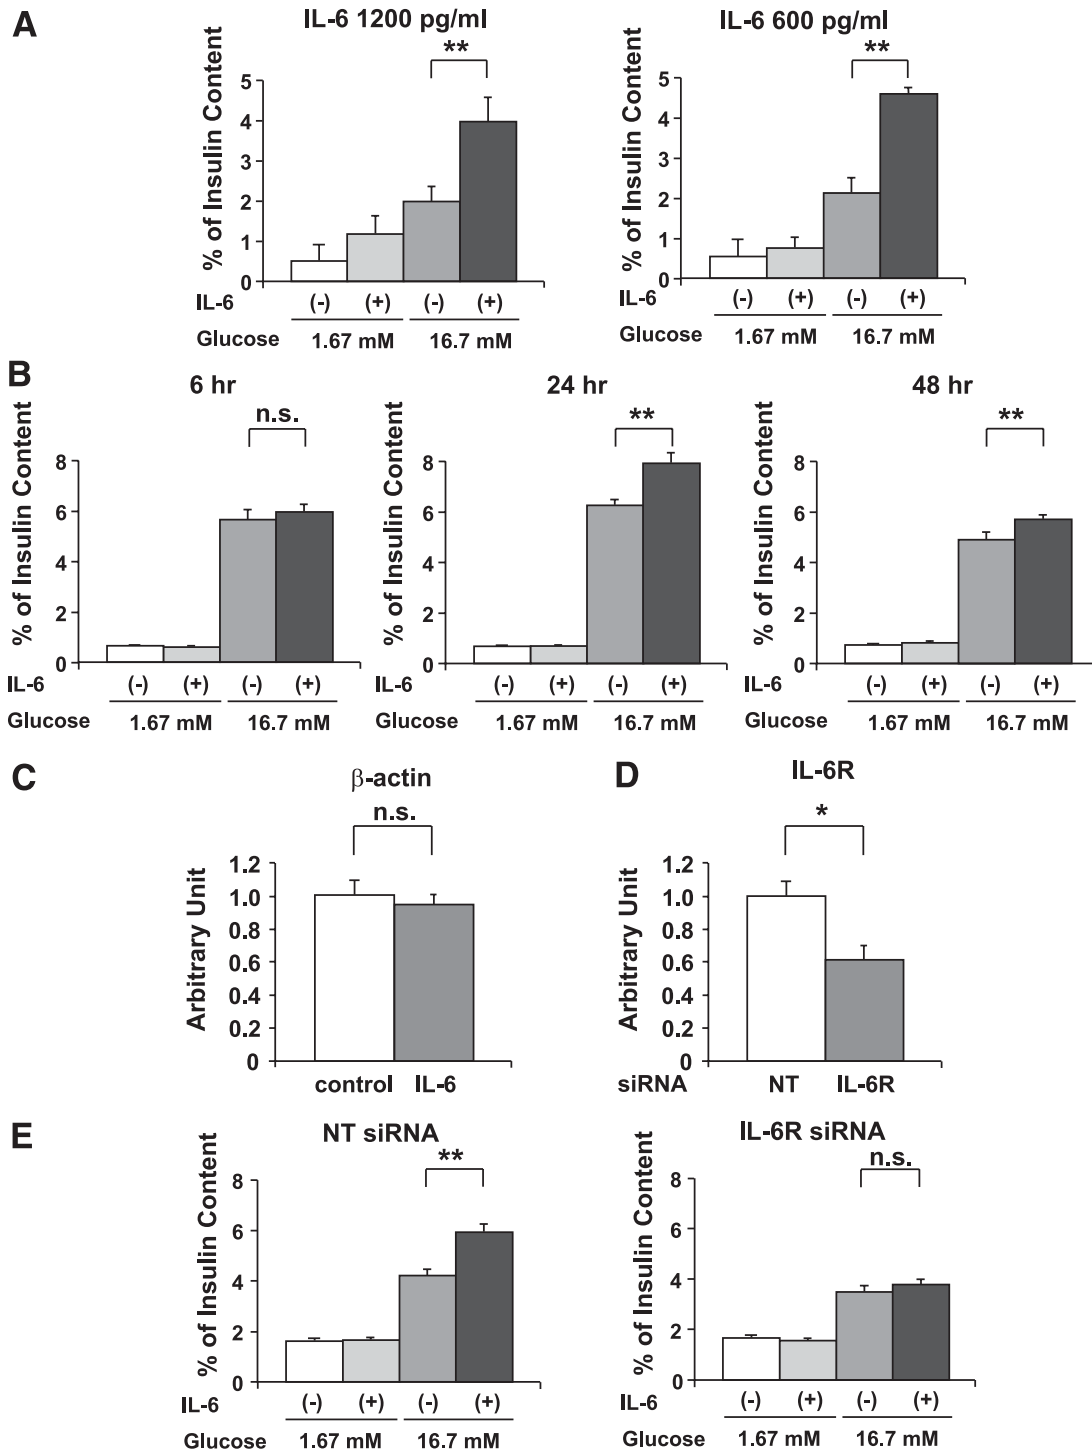 A
IL-6 1200 pg/ml
**
% of Insulin Content
5
4
3
2
1
0
IL-6 (-) (+) (-) (+)
Glucose 1.67 mM 16.7 mM
IL-6 600 pg/ml
**
% of Insulin Content
5
4
3
2
1
0
IL-6 (-) (+) (-) (+)
Glucose 1.67 mM 16.7 mM
B
6 hr
n.s.
% of Insulin Content
8
6
4
2
0
IL-6 (-) (+) (-) (+)
Glucose 1.67 mM 16.7 mM
24 hr
**
% of Insulin Content
8
6
4
2
0
IL-6 (-) (+) (-) (+)
Glucose 1.67 mM 16.7 mM
48 hr
**
% of Insulin Content
8
6
4
2
0
IL-6 (-) (+) (-) (+)
Glucose 1.67 mM 16.7 mM
C
β-actin
n.s.
Arbitrary Unit
1.2
1.0
0.8
0.6
0.4
0.2
0
control IL-6
D
IL-6R
*
Arbitrary Unit
1.2
1.0
0.8
0.6
0.4
0.2
0
siRNA NT IL-6R
E
NT siRNA
**
% of Insulin Content
8
6
4
2
0
IL-6 (-) (+) (-) (+)
Glucose 1.67 mM 16.7 mM
IL-6R siRNA
n.s.
% of Insulin Content
8
6
4
2
0
IL-6 (-) (+) (-) (+)
Glucose 1.67 mM 16.7 mM